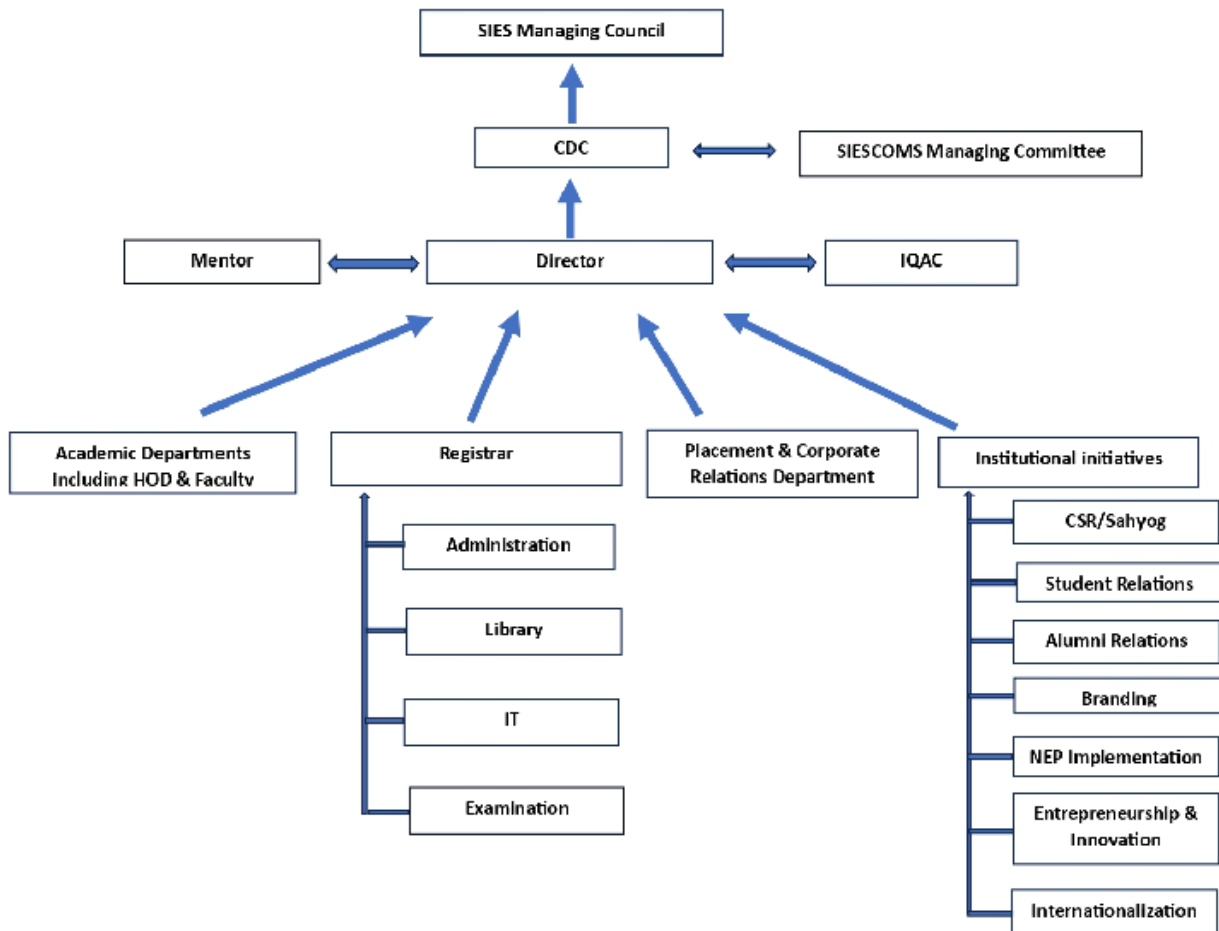 SIES Managing Council
CDC
SIESCOMS Managing Committee
Mentor
Director
IQAC
Academic Departments
Including HOD & Faculty
Registrar
Placement & Corporate
Relations Department
Institutional initiatives
Administration
Library
IT
Examination
CSR/Sahyog
Student Relations
Alumni Relations
Branding
NEP Implementation
Entrepreneurship &
Innovation
Internationalization